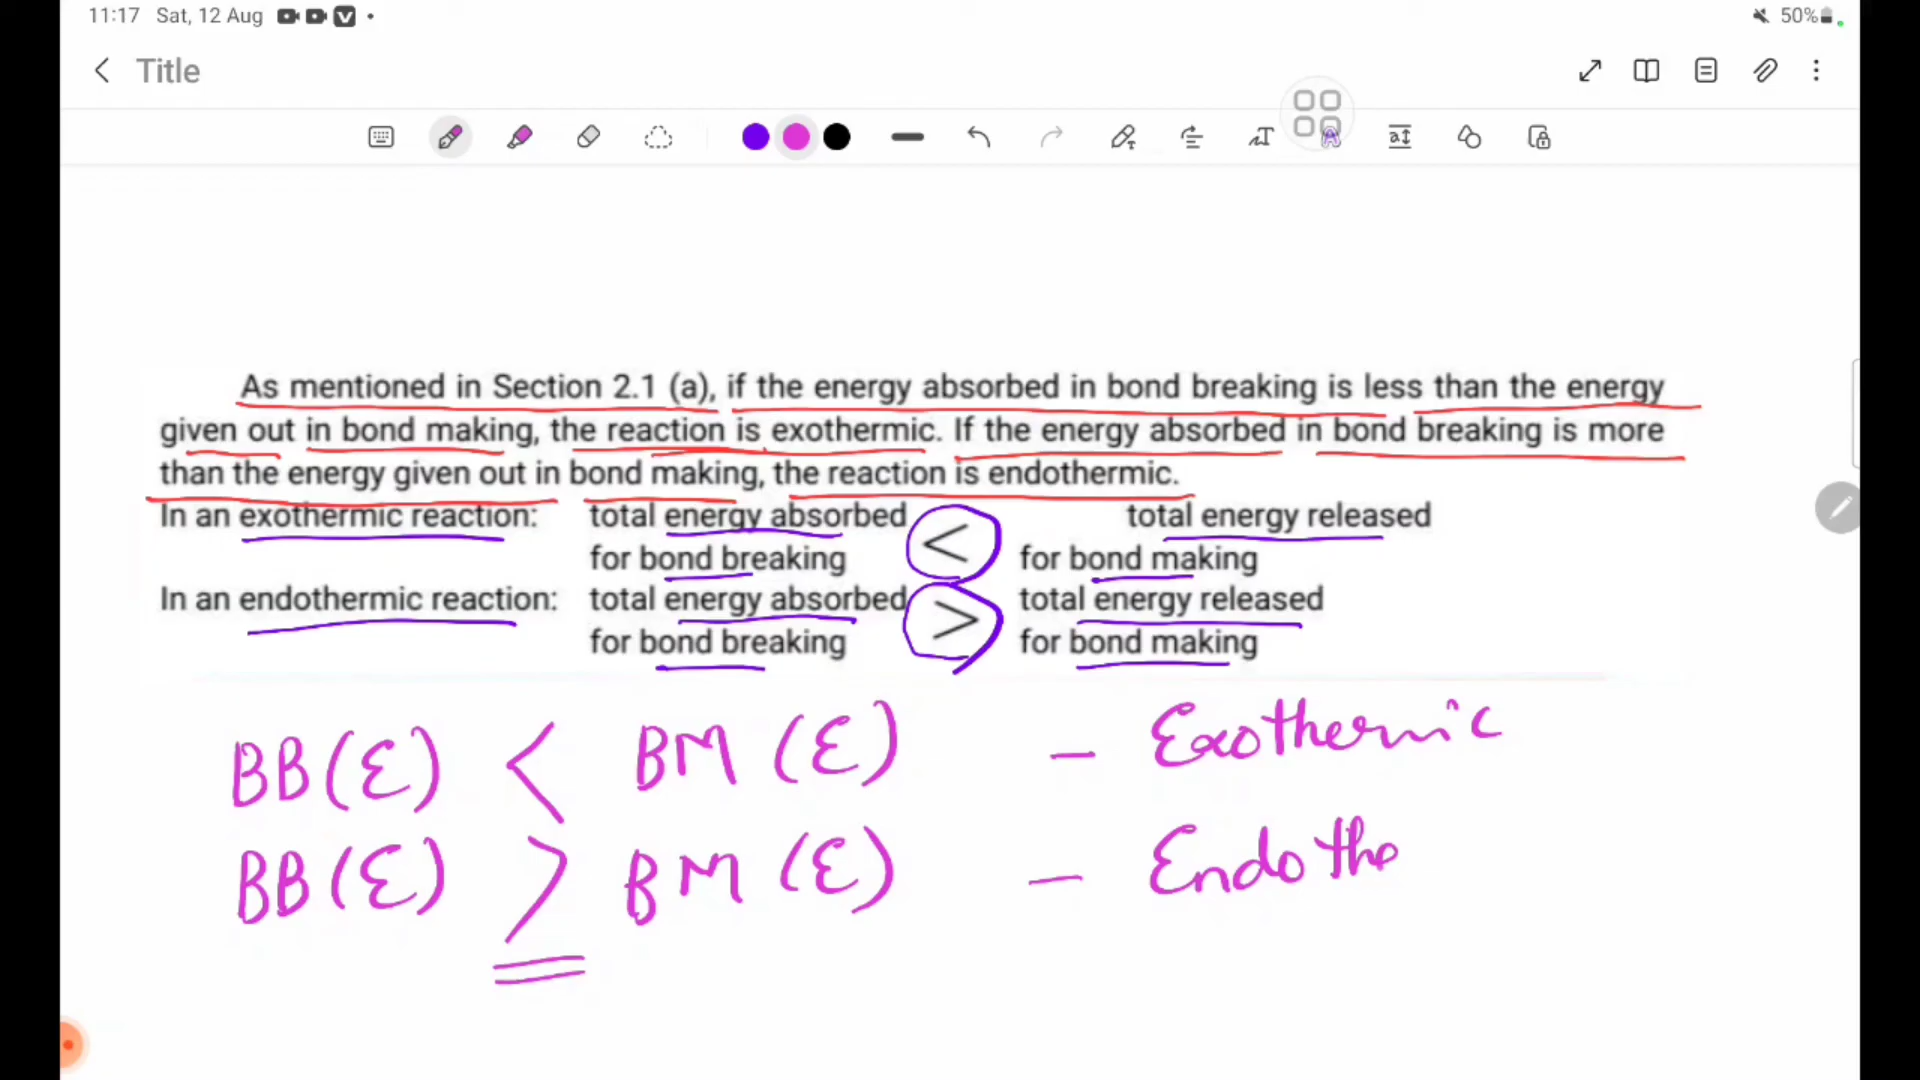 11:17 Sat, 12 Aug 50%
Title
As mentioned in Section 2.1 (a), if the energy absorbed in bond breaking is less than the energy
given out in bond making, the reaction is exothermic. If the energy absorbed in bond breaking is more
than the energy given out in bond making, the reaction is endothermic.
In an exothermic reaction: total energy absorbed < total energy released
for bond breaking for bond making
In an endothermic reaction: total energy absorbed > total energy released
for bond breaking for bond making
BB(E) < BM (E) - Exothermic
BB(E) > BM (E) - Endothe